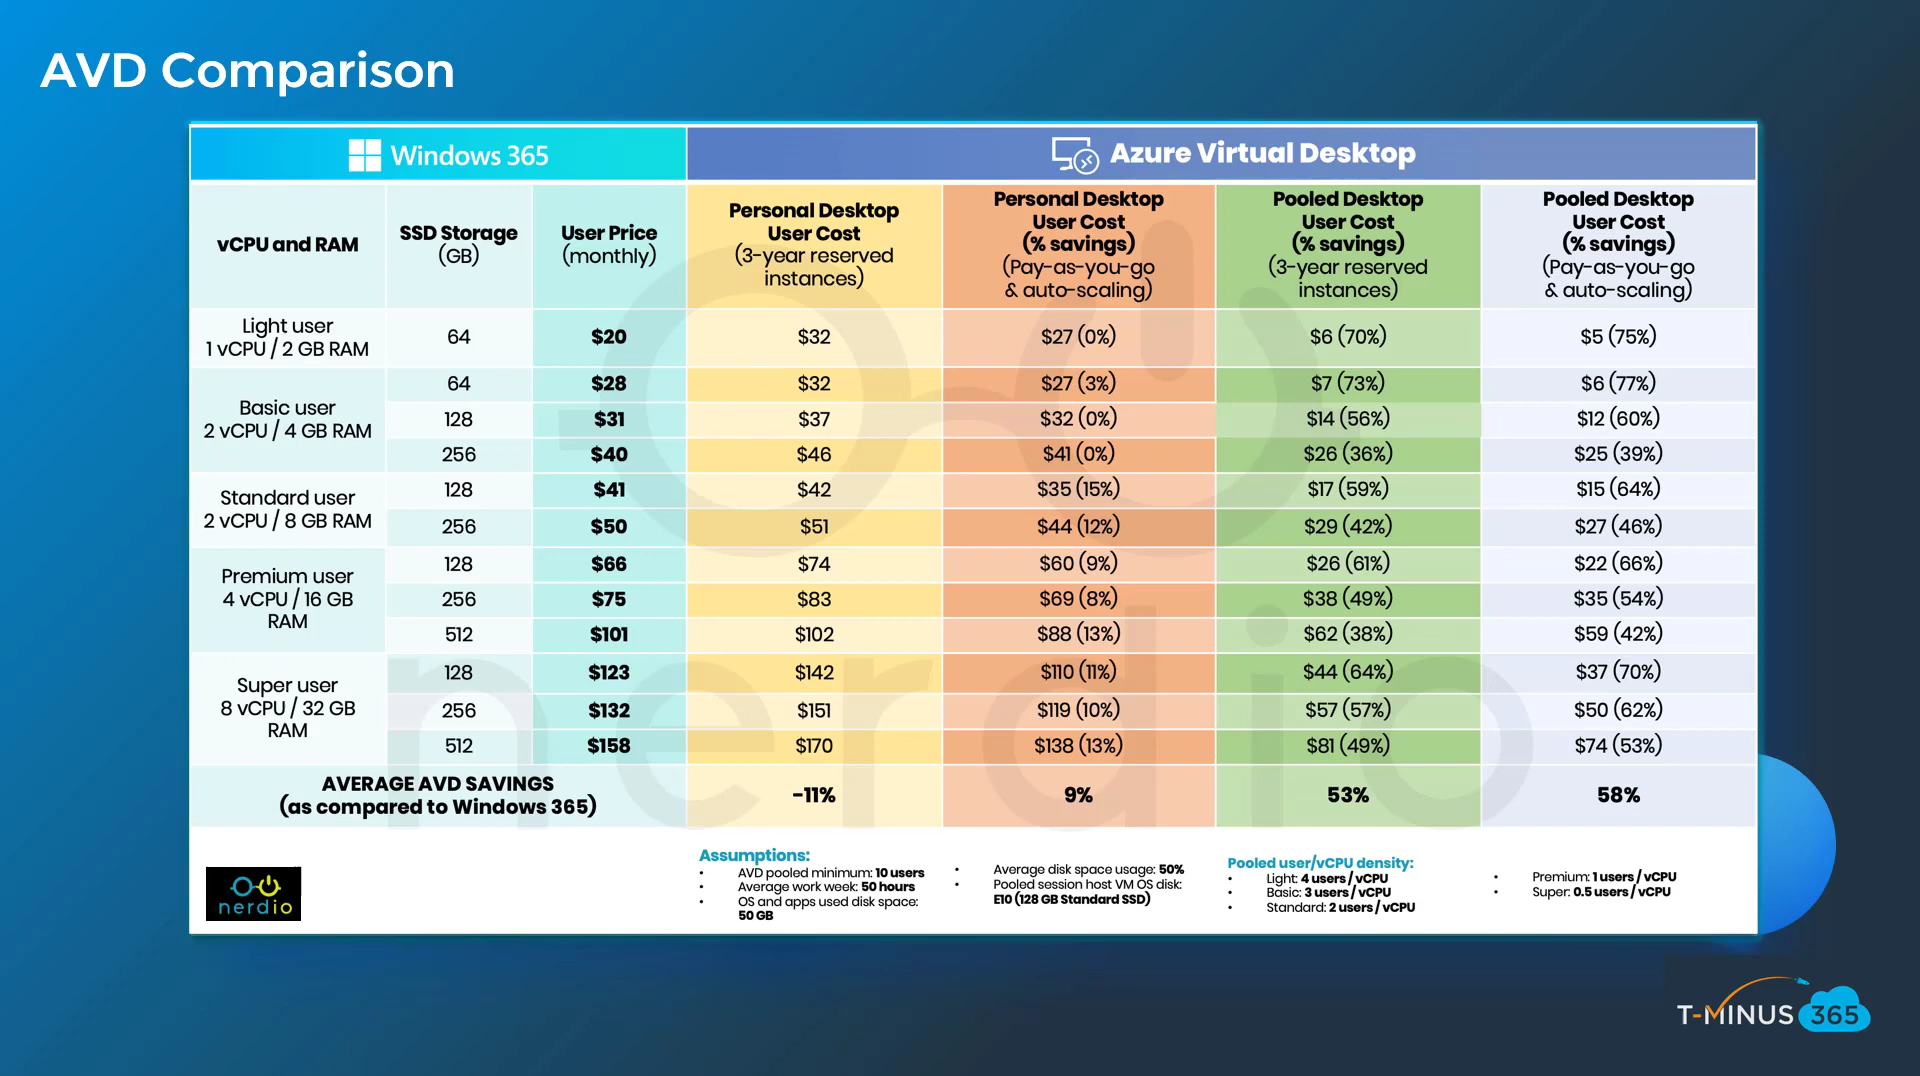 AVD Comparison
Windows 365
Azure Virtual Desktop
vCPU and RAM
SSD Storage
(GB)
User Price
(monthly)
Personal Desktop
User Cost
(3-year reserved
instances)
Personal Desktop
User Cost
(% savings)
(Pay-as-you-go
& auto-scaling)
Pooled Desktop
User Cost
(% savings)
(3-year reserved
instances)
Pooled Desktop
User Cost
(% savings)
(Pay-as-you-go
& auto-scaling)
Light user
1 vCPU / 2 GB RAM
64 $20 $32 $27 (0%) $6 (70%) $5 (75%)
Basic user
2 vCPU / 4 GB RAM
64 $28 $32 $27 (3%) $7 (73%) $6 (77%)
128 $31 $37 $32 (0%) $14 (56%) $12 (60%)
256 $40 $46 $41 (0%) $26 (36%) $25 (39%)
Standard user
2 vCPU / 8 GB RAM
128 $41 $42 $35 (15%) $17 (59%) $15 (64%)
256 $50 $51 $44 (12%) $29 (42%) $27 (46%)
Premium user
4 vCPU / 16 GB
RAM
128 $66 $74 $60 (9%) $26 (61%) $22 (66%)
256 $75 $83 $69 (8%) $38 (49%) $35 (54%)
512 $101 $102 $88 (13%) $62 (38%) $59 (42%)
Super user
8 vCPU / 32 GB
RAM
128 $123 $142 $110 (11%) $44 (64%) $37 (70%)
256 $132 $151 $119 (10%) $57 (57%) $50 (62%)
512 $158 $170 $138 (13%) $81 (49%) $74 (53%)
AVERAGE AVD SAVINGS
(as compared to Windows 365)
-11% 9% 53% 58%
nerdio
nerdio
Assumptions:
• AVD pooled minimum: 10 users
• Average work week: 50 hours
• OS and apps used disk space:
50 GB
• Average disk space usage: 50%
• Pooled session host VM OS disk:
E10 (128 GB Standard SSD)
Pooled user/vCPU density:
• Light: 4 users / vCPU
• Basic: 3 users / vCPU
• Standard: 2 users / vCPU
• Premium: 1 users / vCPU
• Super: 0.5 users / vCPU
T-MINUS 365